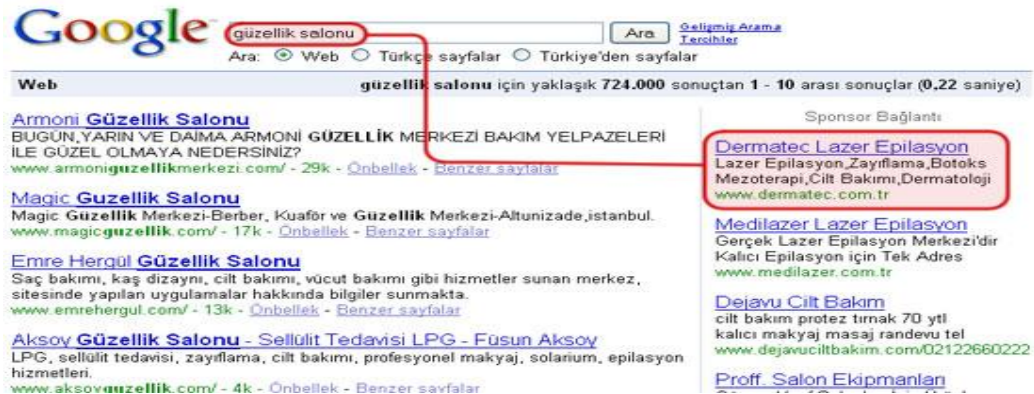 Google
güzellik salonu
Ara
Gelişmiş Arama
Tercihler
Ara: Web Türkçe sayfalar Türkiye'den sayfalar
Web
güzellik salonu için yaklaşık 724.000 sonuçtan 1 - 10 arası sonuçlar (0,22 saniye)
Armoni Güzellik Salonu
BUGÜN,YARIN VE DAİMA ARMONİ GÜZELLİK MERKEZİ BAKIM YELPAZELERİ
İLE GÜZEL OLMAYA NEDERSİNİZ?
www.armoniguzellikmerkezi.com/ - 29k - Önbellek - Benzer sayfalar
Magic Guzellik Salonu
Magic Güzellik Merkezi-Berber, Kuaför ve Güzellik Merkezi-Altunizade,istanbul.
www.magicguzellik.com/ - 17k - Önbellek - Benzer sayfalar
Emre Hergül Güzellik Salonu
Saç bakımı, kaş dizaynı, cilt bakımı, vücut bakımı gibi hizmetler sunan merkez,
sitesinde yapılan uygulamalar hakkında bilgiler sunmakta.
www.emrehergul.com/ - 13k - Önbellek - Benzer sayfalar
Aksoy Güzellik Salonu - Sellülit Tedavisi LPG - Füsun Aksoy
LPG, sellülit tedavisi, zayıflama, cilt bakımı, profesyonel makyaj, solarium, epilasyon
hizmetleri.
www.aksoyguzellik.com/ - 4k - Önbellek - Benzer sayfalar
Sponsor Bağlantı
Dermatec Lazer Epilasyon
Lazer Epilasyon,Zayıflama,Botoks
Mezoterapi,Cilt Bakımı,Dermatoloji
www.dermatec.com.tr
Medilazer Lazer Epilasyon
Gerçek Lazer Epilasyon Merkezi'dir
Kalıcı Epilasyon için Tek Adres
www.medilazer.com.tr
Dejavu Cilt Bakım
cilt bakım protez tırnak 70 ytl
kalıcı makyaj masaj randevu tel
www.dejavuciltbakim.com/02122660222
Proff. Salon Ekipmanları